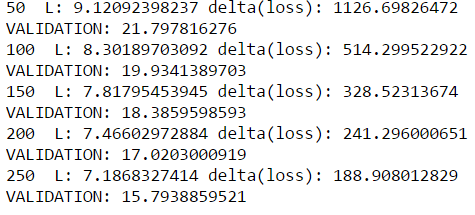 50  L: 9.12092398237 delta(loss): 1126.69826472
VALIDATION: 21.797816276
100  L: 8.30189703092 delta(loss): 514.299522922
VALIDATION: 19.9341389703
150  L: 7.81795453945 delta(loss): 328.52313674
VALIDATION: 18.3859598593
200  L: 7.46602972884 delta(loss): 241.296000651
VALIDATION: 17.0203000919
250  L: 7.1868327414 delta(loss): 188.908012829
VALIDATION: 15.7938859521